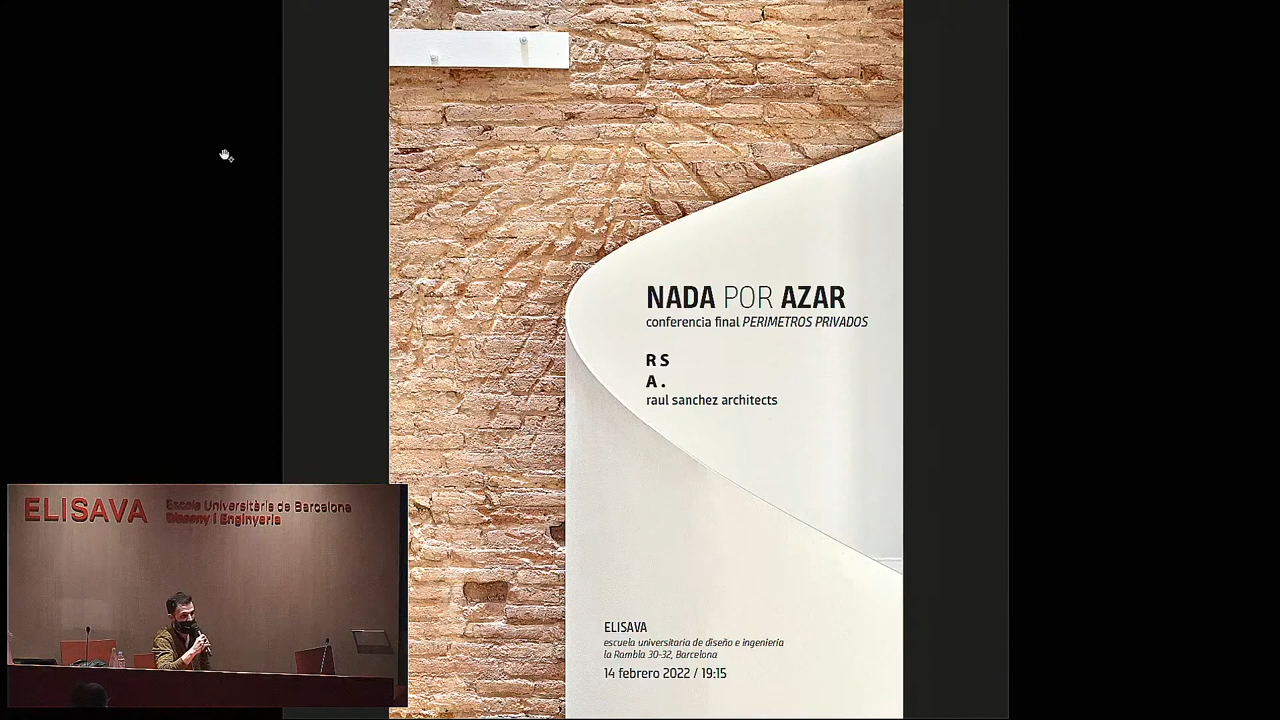 NADA POR AZAR
conferencia final PERIMETROS PRIVADOS
R S
A .
raul sanchez architects
ELISAVA
escuela universitaria de diseño e ingeniería
la Rambla 30-32, Barcelona
14 febrero 2022 / 19:15
ELISAVA
Escola Universitària de Barcelona
Disseny i Enginyeria